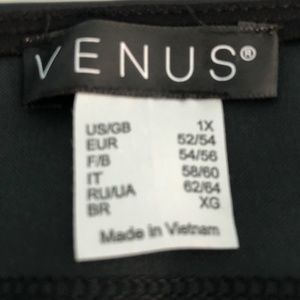 VENUS®
US/GB 1X
EUR 52/54
F/B 54/56
IT 58/60
RU/UA 62/64
BR XG
Made in Vietnam